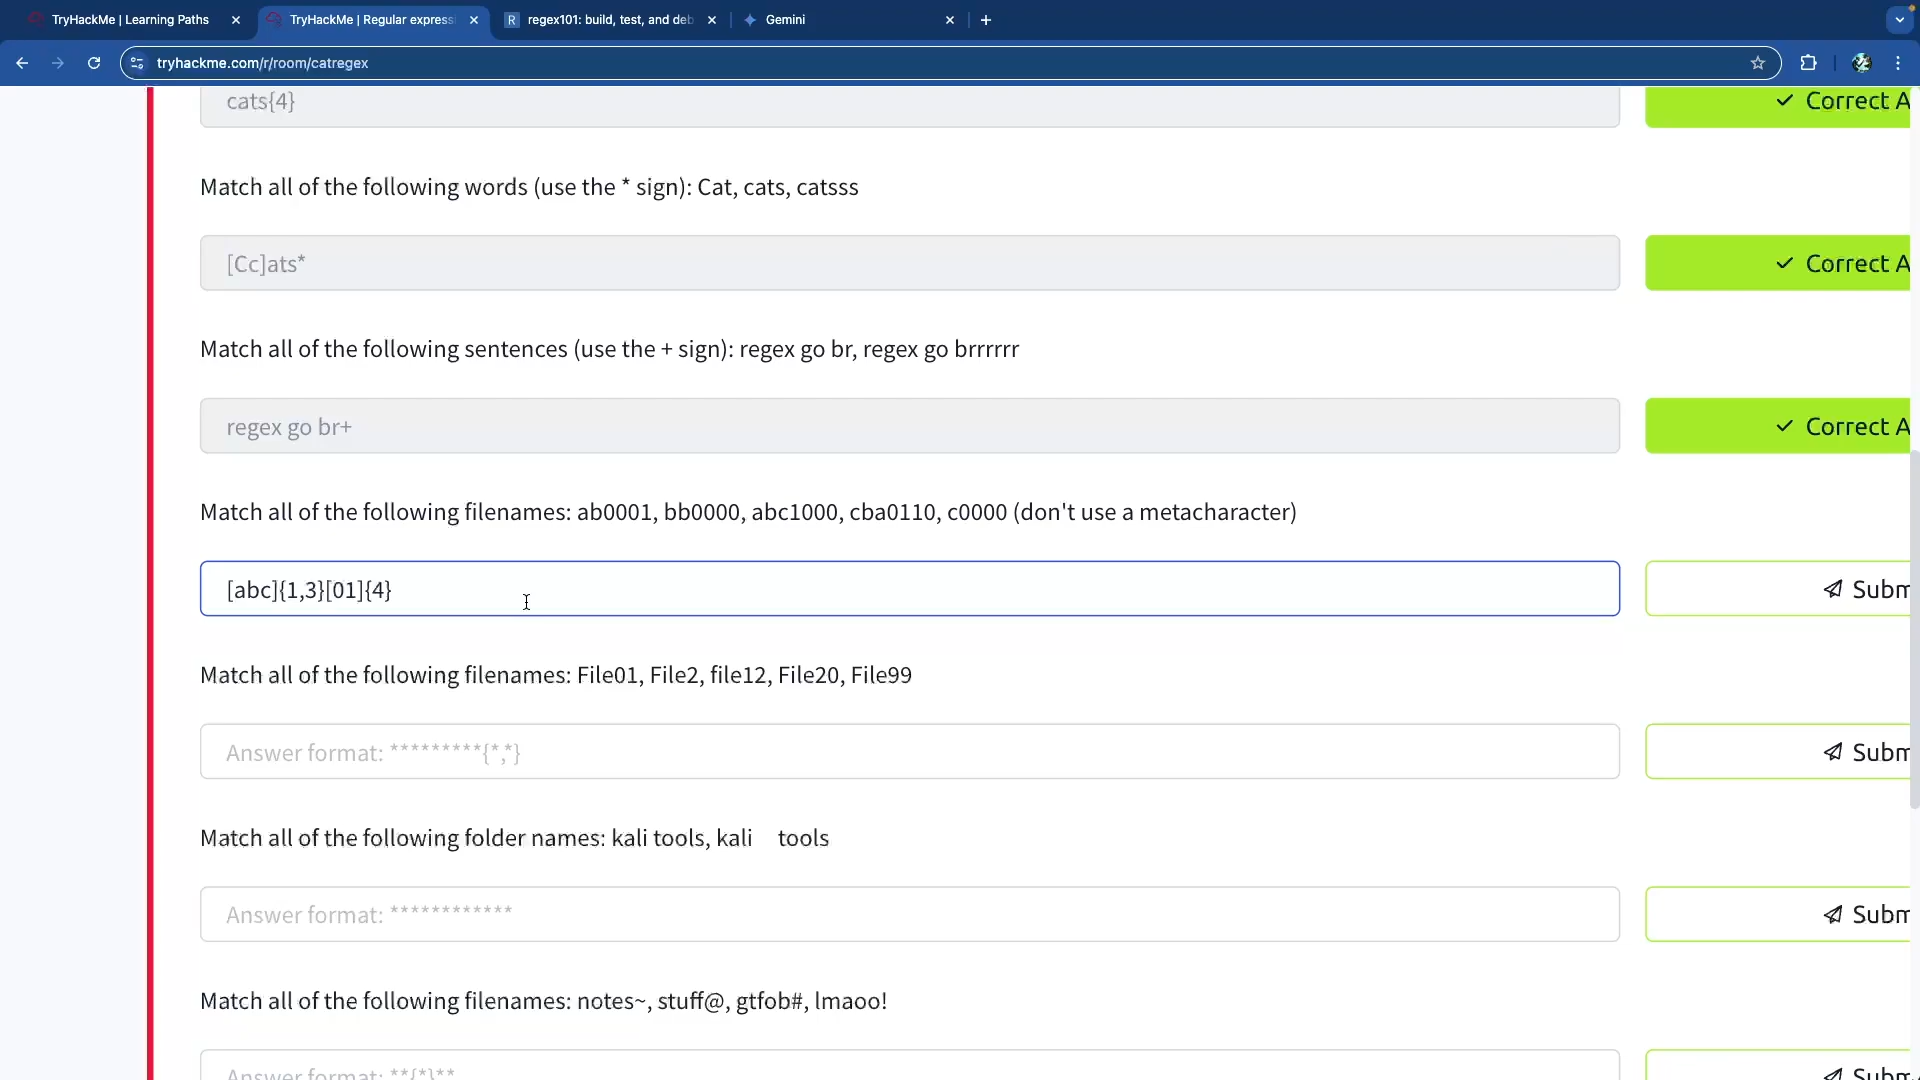 TryHackMe | Learning Paths
TryHackMe | Regular expressi
R regex101: build, test, and deb
Gemini
tryhackme.com/r/room/catregex
cats{4}
Correct A
Match all of the following words (use the * sign): Cat, cats, catsss
[Cc]ats*
Correct A
Match all of the following sentences (use the + sign): regex go br, regex go brrrrrr
regex go br+
Correct A
Match all of the following filenames: ab0001, bb0000, abc1000, cba0110, c0000 (don't use a metacharacter)
[abc]{1,3}[01]{4}
Subm
Match all of the following filenames: File01, File2, file12, File20, File99
Answer format: *********{*,*}
Subm
Match all of the following folder names: kali tools, kali    tools
Answer format: ************
Subm
Match all of the following filenames: notes~, stuff@, gtfob#, lmaoo!
Answer format: **{*}**
Subm